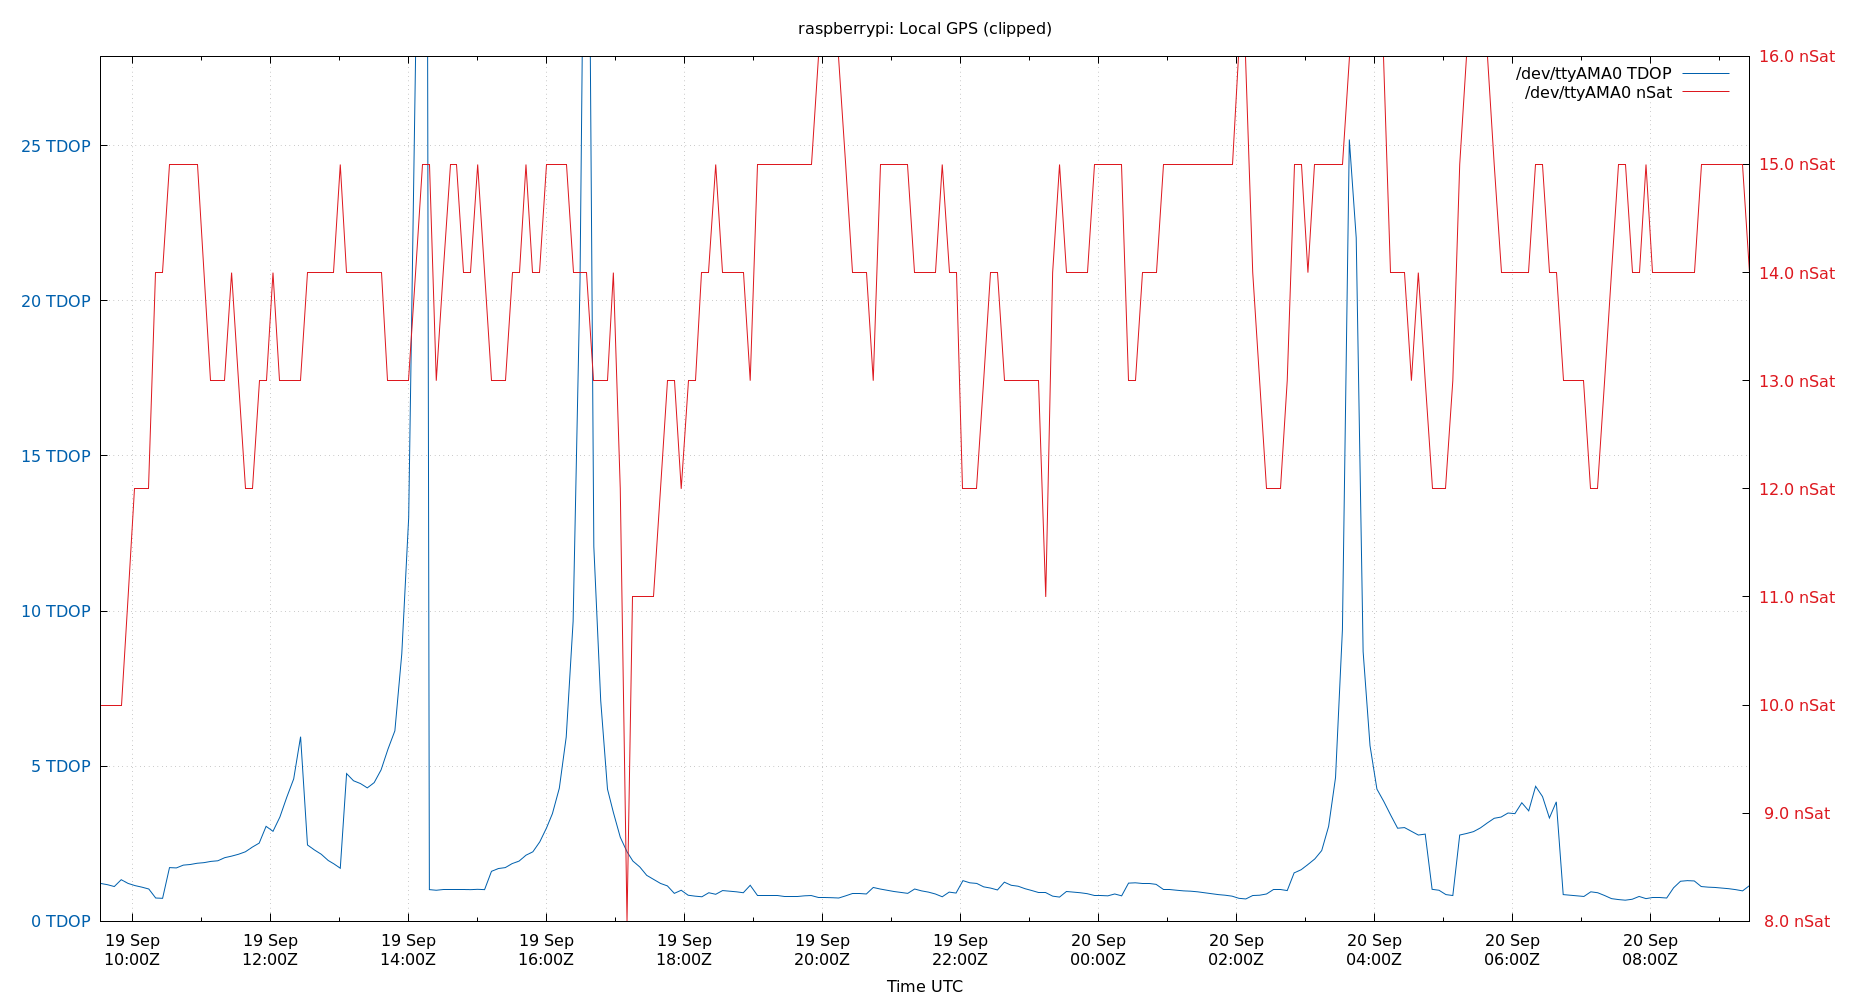 raspberrypi: Local GPS (clipped)
/dev/ttyAMA0 TDOP
/dev/ttyAMA0 nSat
25 TDOP
20 TDOP
15 TDOP
10 TDOP
5 TDOP
0 TDOP
16.0 nSat
15.0 nSat
14.0 nSat
13.0 nSat
12.0 nSat
11.0 nSat
10.0 nSat
9.0 nSat
8.0 nSat
19 Sep 19 Sep 19 Sep 19 Sep 19 Sep 19 Sep 19 Sep 20 Sep 20 Sep 20 Sep 20 Sep 20 Sep
10:00Z 12:00Z 14:00Z 16:00Z 18:00Z 20:00Z 22:00Z 00:00Z 02:00Z 04:00Z 06:00Z 08:00Z
Time UTC